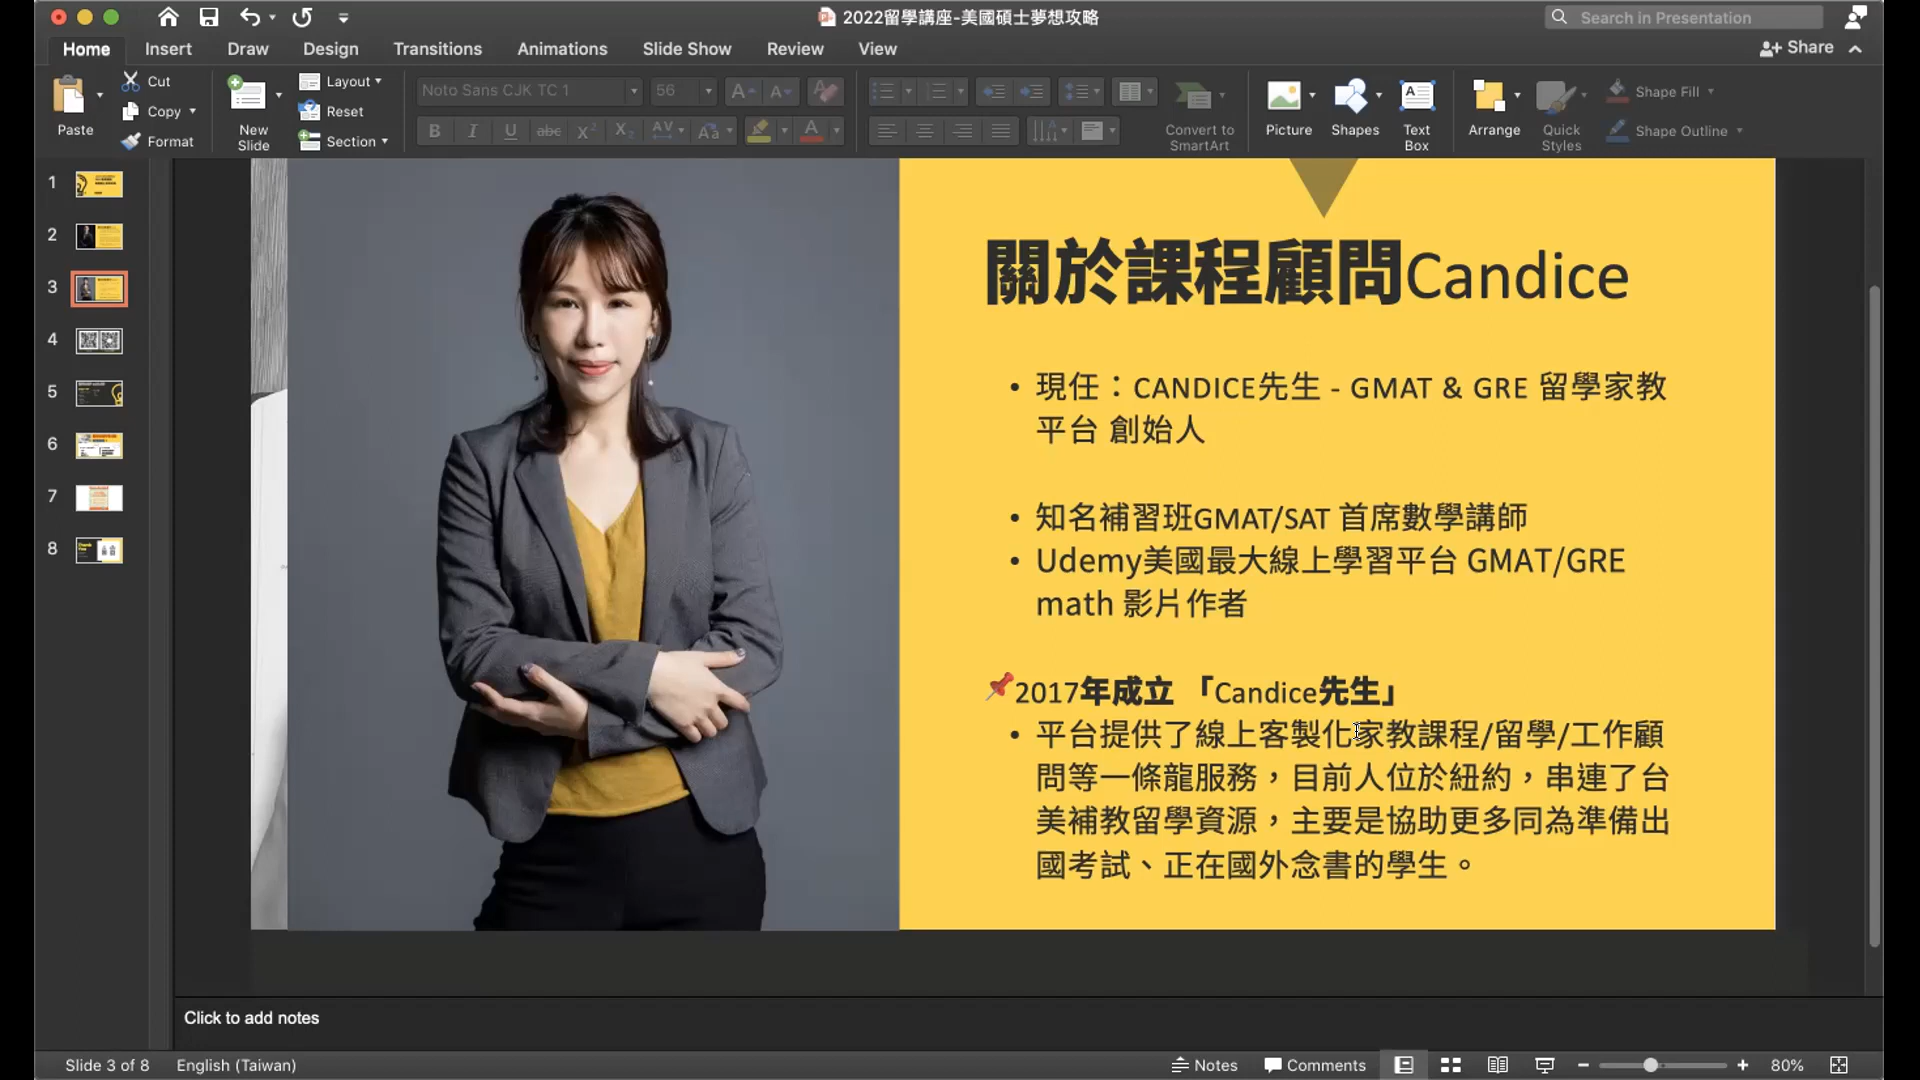 2022留學講座-美國碩士夢想攻略
Search in Presentation
Home Insert Draw Design Transitions Animations Slide Show Review View Share
Paste
Cut
Copy
Format
New Slide
Layout
Reset
Section
Noto Sans CJK TC 1 56
Convert to SmartArt
Picture
Shapes
Text Box
Arrange
Quick Styles
Shape Fill
Shape Outline
1
2
3
4
5
6
7
8
關於課程顧問Candice
• 現任：CANDICE先生 - GMAT & GRE 留學家教
平台 創始人
• 知名補習班GMAT/SAT 首席數學講師
• Udemy美國最大線上學習平台 GMAT/GRE
math 影片作者
📌2017年成立 「Candice先生」
• 平台提供了線上客製化家教課程/留學/工作顧
問等一條龍服務，目前人位於紐約，串連了台
美補教留學資源，主要是協助更多同為準備出
國考試、正在國外念書的學生。
Click to add notes
Slide 3 of 8 English (Taiwan) Notes Comments 80%